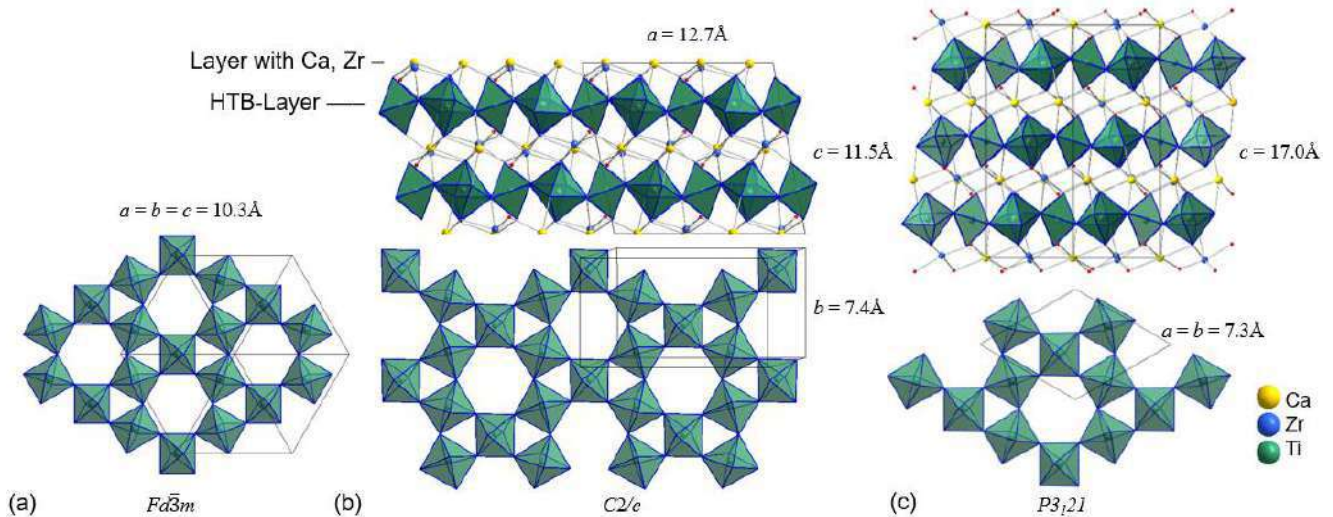 Layer with Ca, Zr
HTB-Layer
a = 12.7Å
c = 11.5Å
c = 17.0Å
a = b = c = 10.3Å
b = 7.4Å
a = b = 7.3Å
Ca
Zr
Ti
(a)
Fd3̅m
(b)
C2/c
(c)
P3₁21